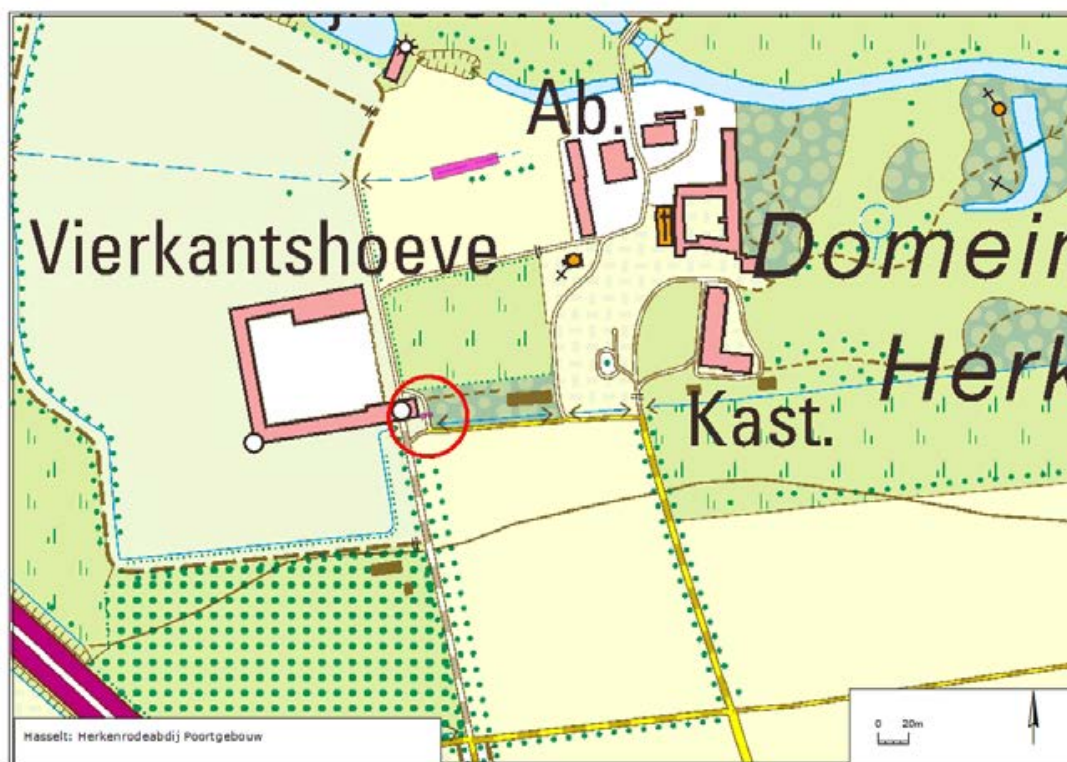 Ab.
Vierkantshoeve
Domein
Herk
Kast.
Hasselt: Herkenrodeabdij Poortgebouw
0 20m